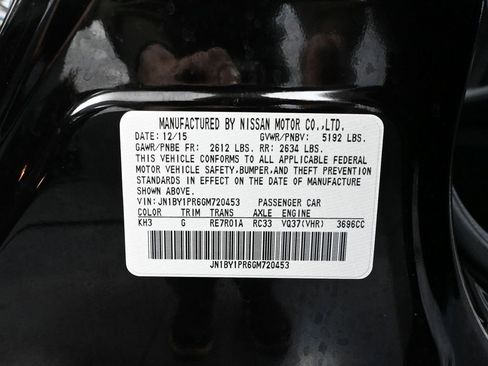 MANUFACTURED BY NISSAN MOTOR CO.,LTD.
DATE: 12/15 GVWR/PNBV: 5192 LBS.
GAWR/PNBE FR: 2612 LBS. RR: 2634 LBS.
THIS VEHICLE CONFORMS TO ALL APPLICABLE FEDERAL
MOTOR VEHICLE SAFETY,BUMPER,AND THEFT PREVENTION
STANDARDS IN EFFECT ON THE DATE OF MANUFACTURE
SHOWN ABOVE.
VIN: JN1BY1PR6GM720453 PASSENGER CAR
COLOR TRIM TRANS AXLE ENGINE
KH3 G RE7R01A RC33 VQ37(VHR) 3696CC
JN1BY1PR6GM720453